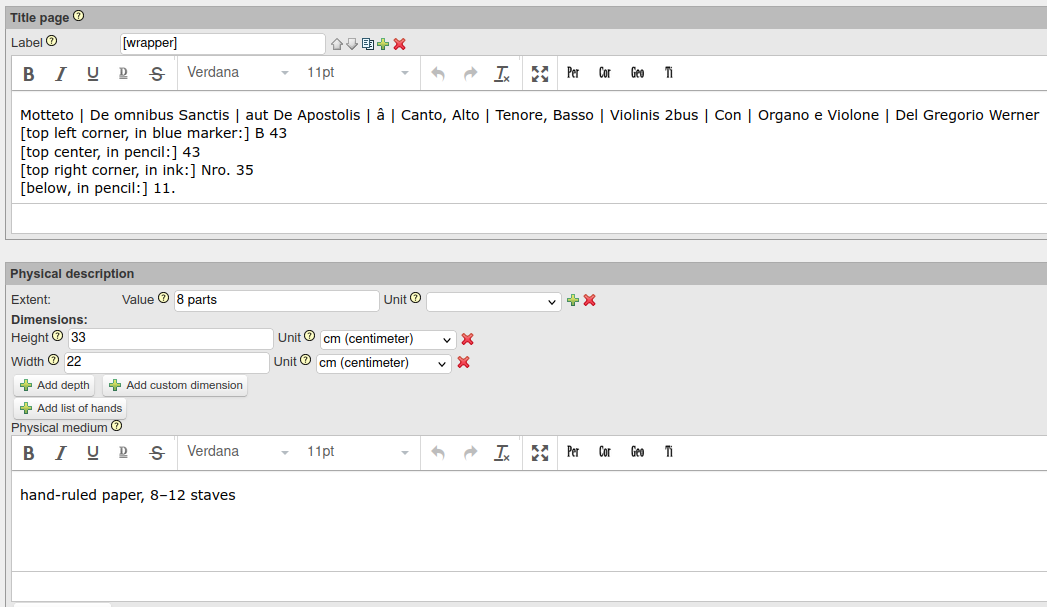 Title page
Label [wrapper]
B I U D S Verdana 11pt Tx Per Cor Geo Ti
Motteto | De omnibus Sanctis | aut De Apostolis | â | Canto, Alto | Tenore, Basso | Violinis 2bus | Con | Organo e Violone | Del Gregorio Werner
[top left corner, in blue marker:] B 43
[top center, in pencil:] 43
[top right corner, in ink:] Nro. 35
[below, in pencil:] 11.
Physical description
Extent: Value 8 parts Unit
Dimensions:
Height 33 Unit cm (centimeter)
Width 22 Unit cm (centimeter)
Add depth Add custom dimension
Add list of hands
Physical medium
B I U D S Verdana 11pt Tx Per Cor Geo Ti
hand-ruled paper, 8–12 staves